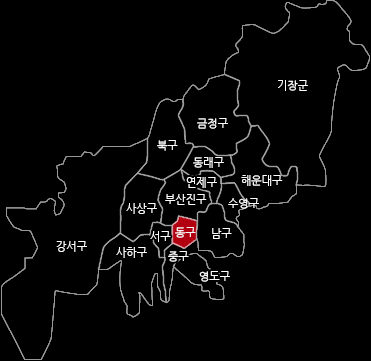 기장군
금정구
북구
동래구
연제구
해운대구
부산진구
수영구
사상구
서구
동구
남구
강서구
사하구
중구
영도구